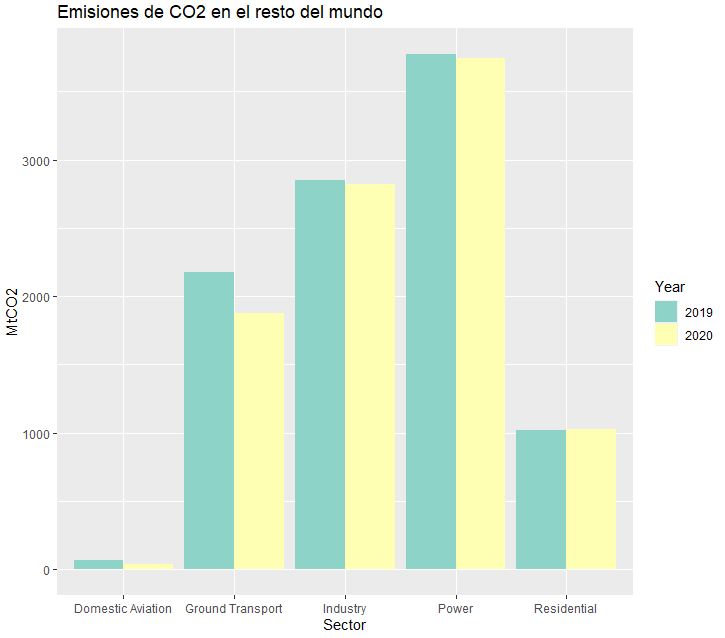 Emisiones de CO2 en el resto del mundo
MtCO2
3000
2000
1000
0
Domestic Aviation
Ground Transport
Industry
Power
Residential
Sector
Year
2019
2020